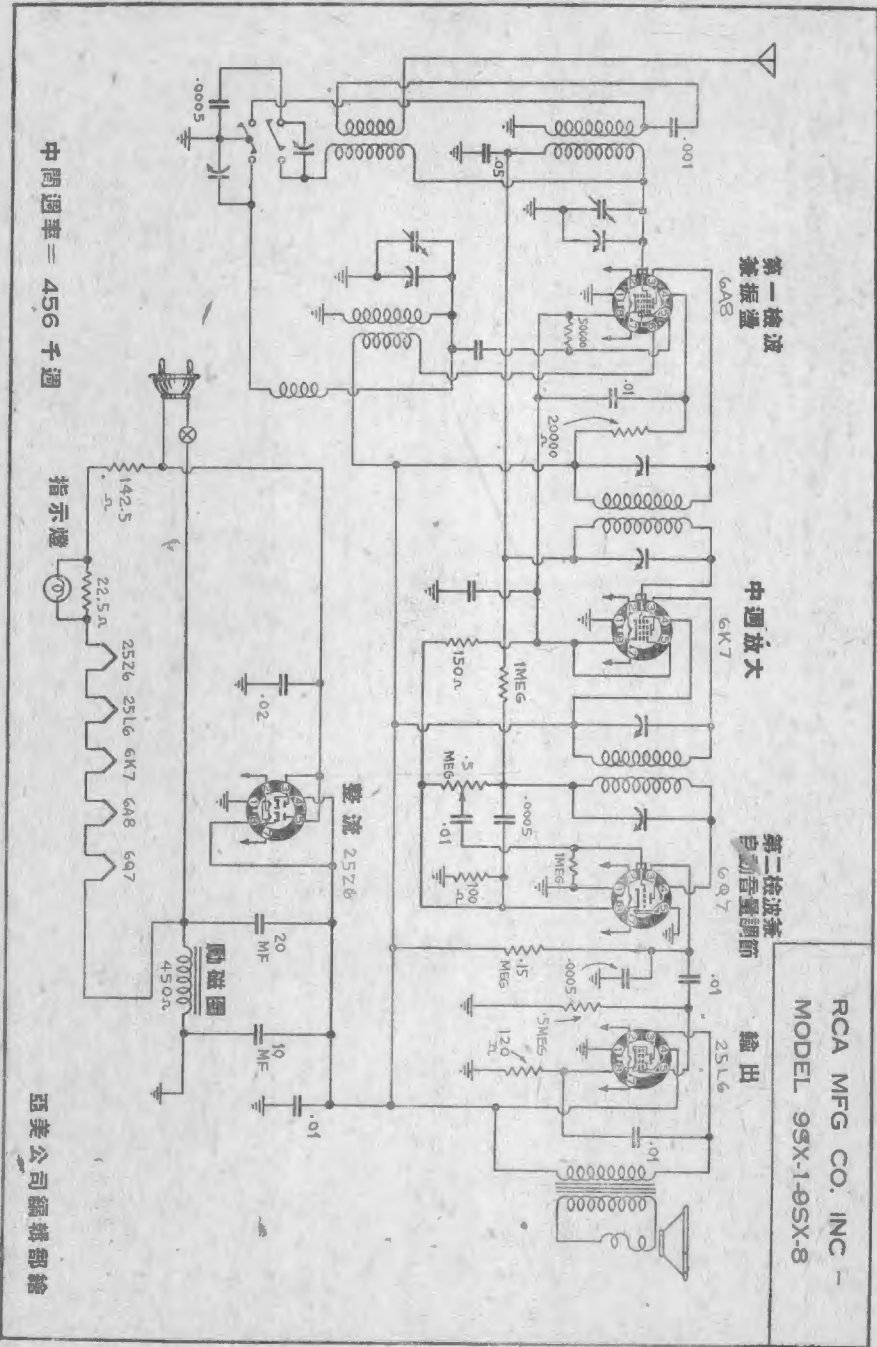 RCA MFG CO. INC –
MODEL 9SX-1-9SX-8
第一檢波
兼振盪
6A8
中週放大
6K7
第二檢波兼
自動音量調節
6Q7
輸出
25L6
.001
.05
.0005
50000
.01
20000
Ω
150Ω
1MEG
.5
MEG
.01
.0005
1MEG
100
Ω
.15
MEG
.0005
.01
.5MEG
120
Ω
.01
整流 25Z6
.02
20
MF
10
MF
.01
勵磁圈
450Ω
142.5
Ω
22.5Ω
指示燈
25Z6 25L6 6K7 6A8 6Q7
中間週率 = 456 千週
亞美公司編輯部繪